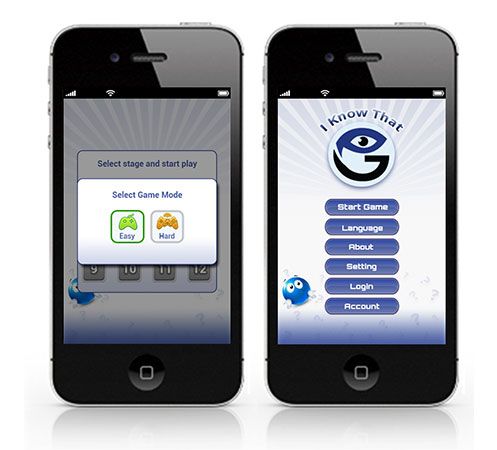 Select stage and start play
Select Game Mode
Easy
Hard
9
10
11
12
I Know That
Start Game
Language
About
Setting
Login
Account